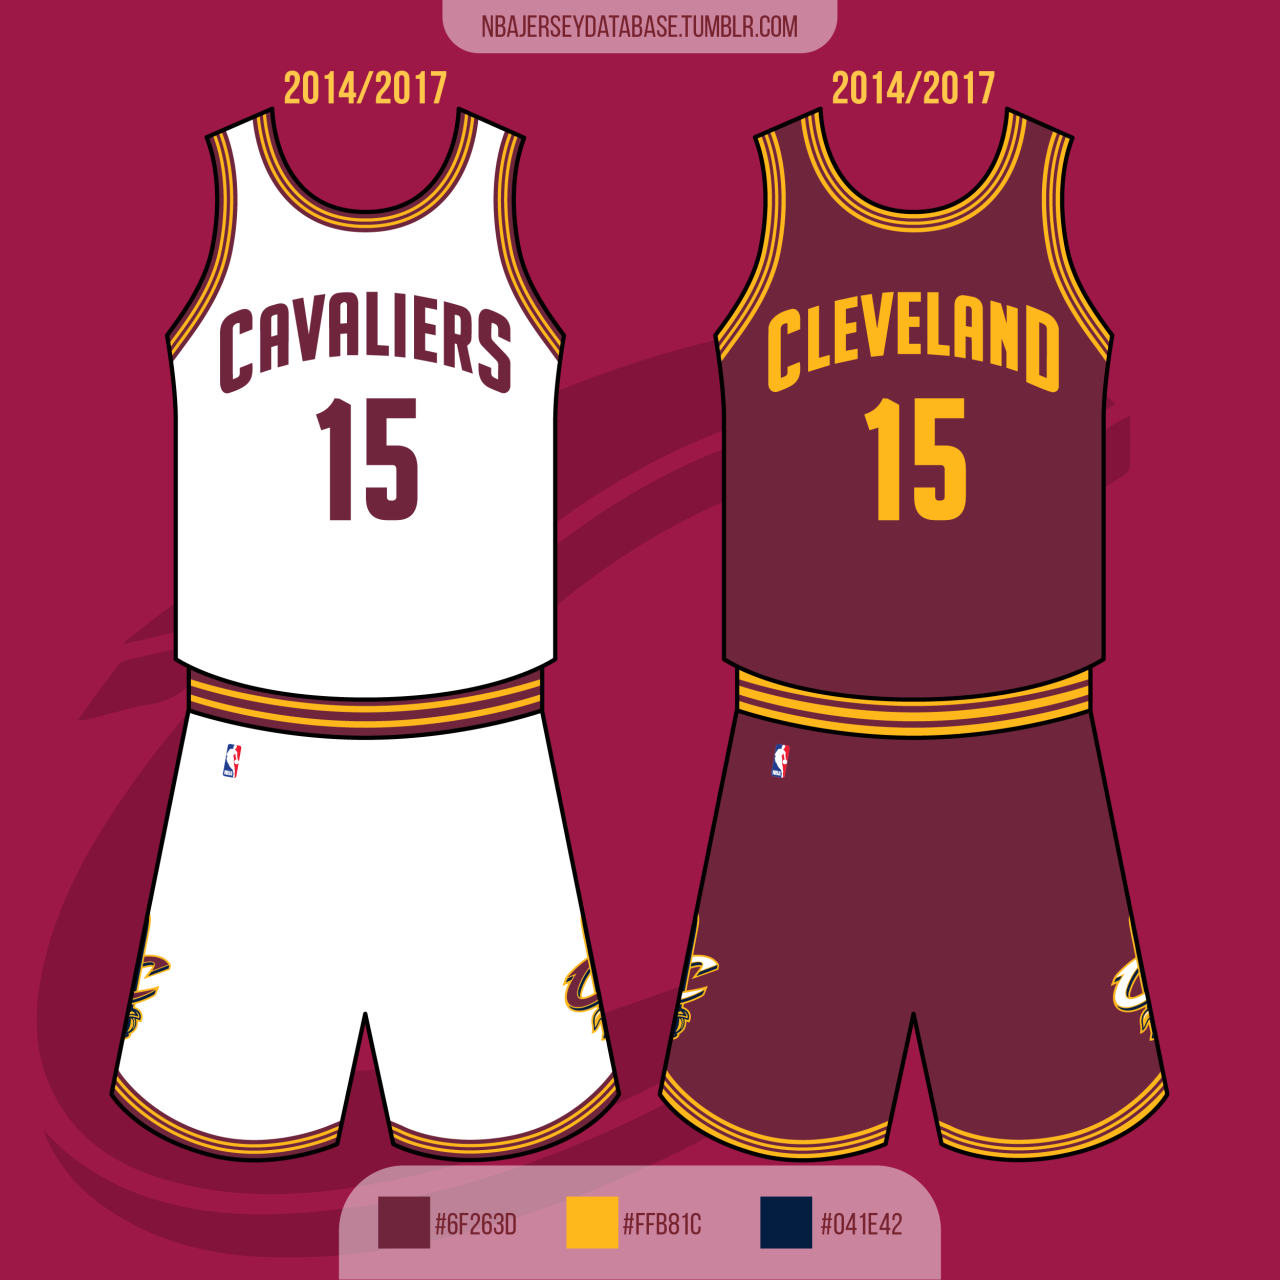 NBAJERSEYDATABASE.TUMBLR.COM
2014/2017
2014/2017
CAVALIERS
CLEVELAND
15
15
#6F263D
#FFB81C
#041E42